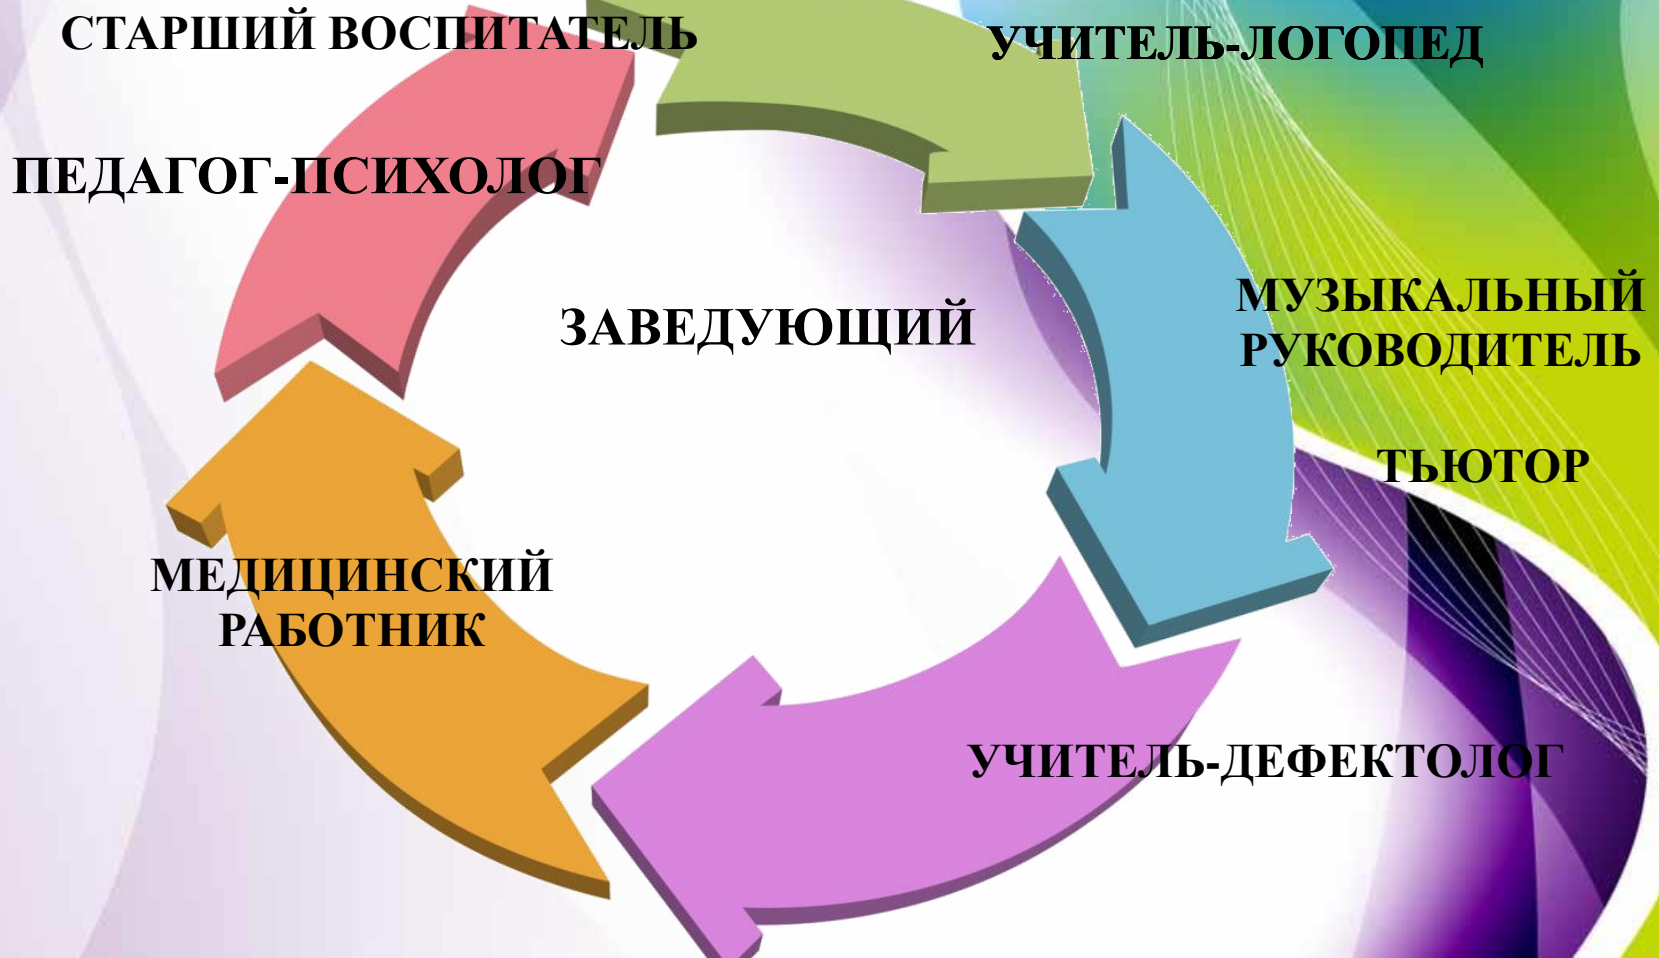 СТАРШИЙ ВОСПИТАТЕЛЬ
УЧИТЕЛЬ-ЛОГОПЕД
ПЕДАГОГ-ПСИХОЛОГ
ЗАВЕДУЮЩИЙ
МУЗЫКАЛЬНЫЙ
РУКОВОДИТЕЛЬ
ТЬЮТОР
МЕДИЦИНСКИЙ
РАБОТНИК
УЧИТЕЛЬ-ДЕФЕКТОЛОГ